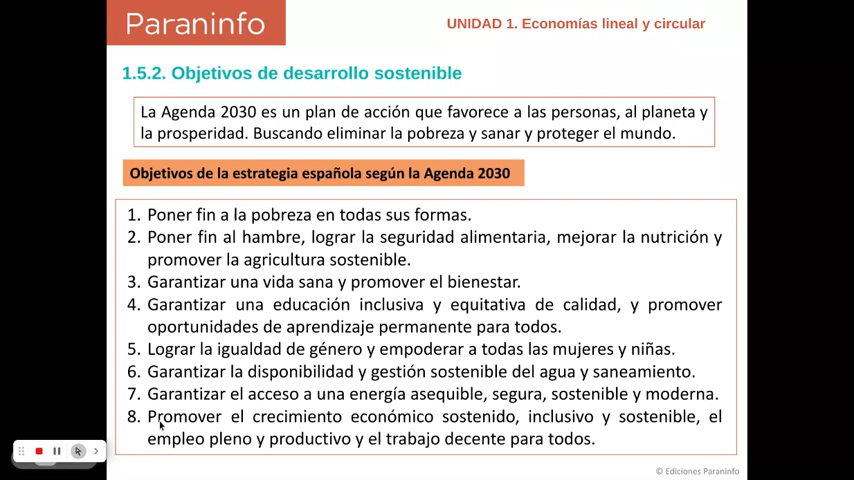 Paraninfo
UNIDAD 1. Economías lineal y circular
1.5.2. Objetivos de desarrollo sostenible
La Agenda 2030 es un plan de acción que favorece a las personas, al planeta y
la prosperidad. Buscando eliminar la pobreza y sanar y proteger el mundo.
Objetivos de la estrategia española según la Agenda 2030
1. Poner fin a la pobreza en todas sus formas.
2. Poner fin al hambre, lograr la seguridad alimentaria, mejorar la nutrición y
promover la agricultura sostenible.
3. Garantizar una vida sana y promover el bienestar.
4. Garantizar una educación inclusiva y equitativa de calidad, y promover
oportunidades de aprendizaje permanente para todos.
5. Lograr la igualdad de género y empoderar a todas las mujeres y niñas.
6. Garantizar la disponibilidad y gestión sostenible del agua y saneamiento.
7. Garantizar el acceso a una energía asequible, segura, sostenible y moderna.
8. Promover el crecimiento económico sostenido, inclusivo y sostenible, el
empleo pleno y productivo y el trabajo decente para todos.
© Ediciones Paraninfo